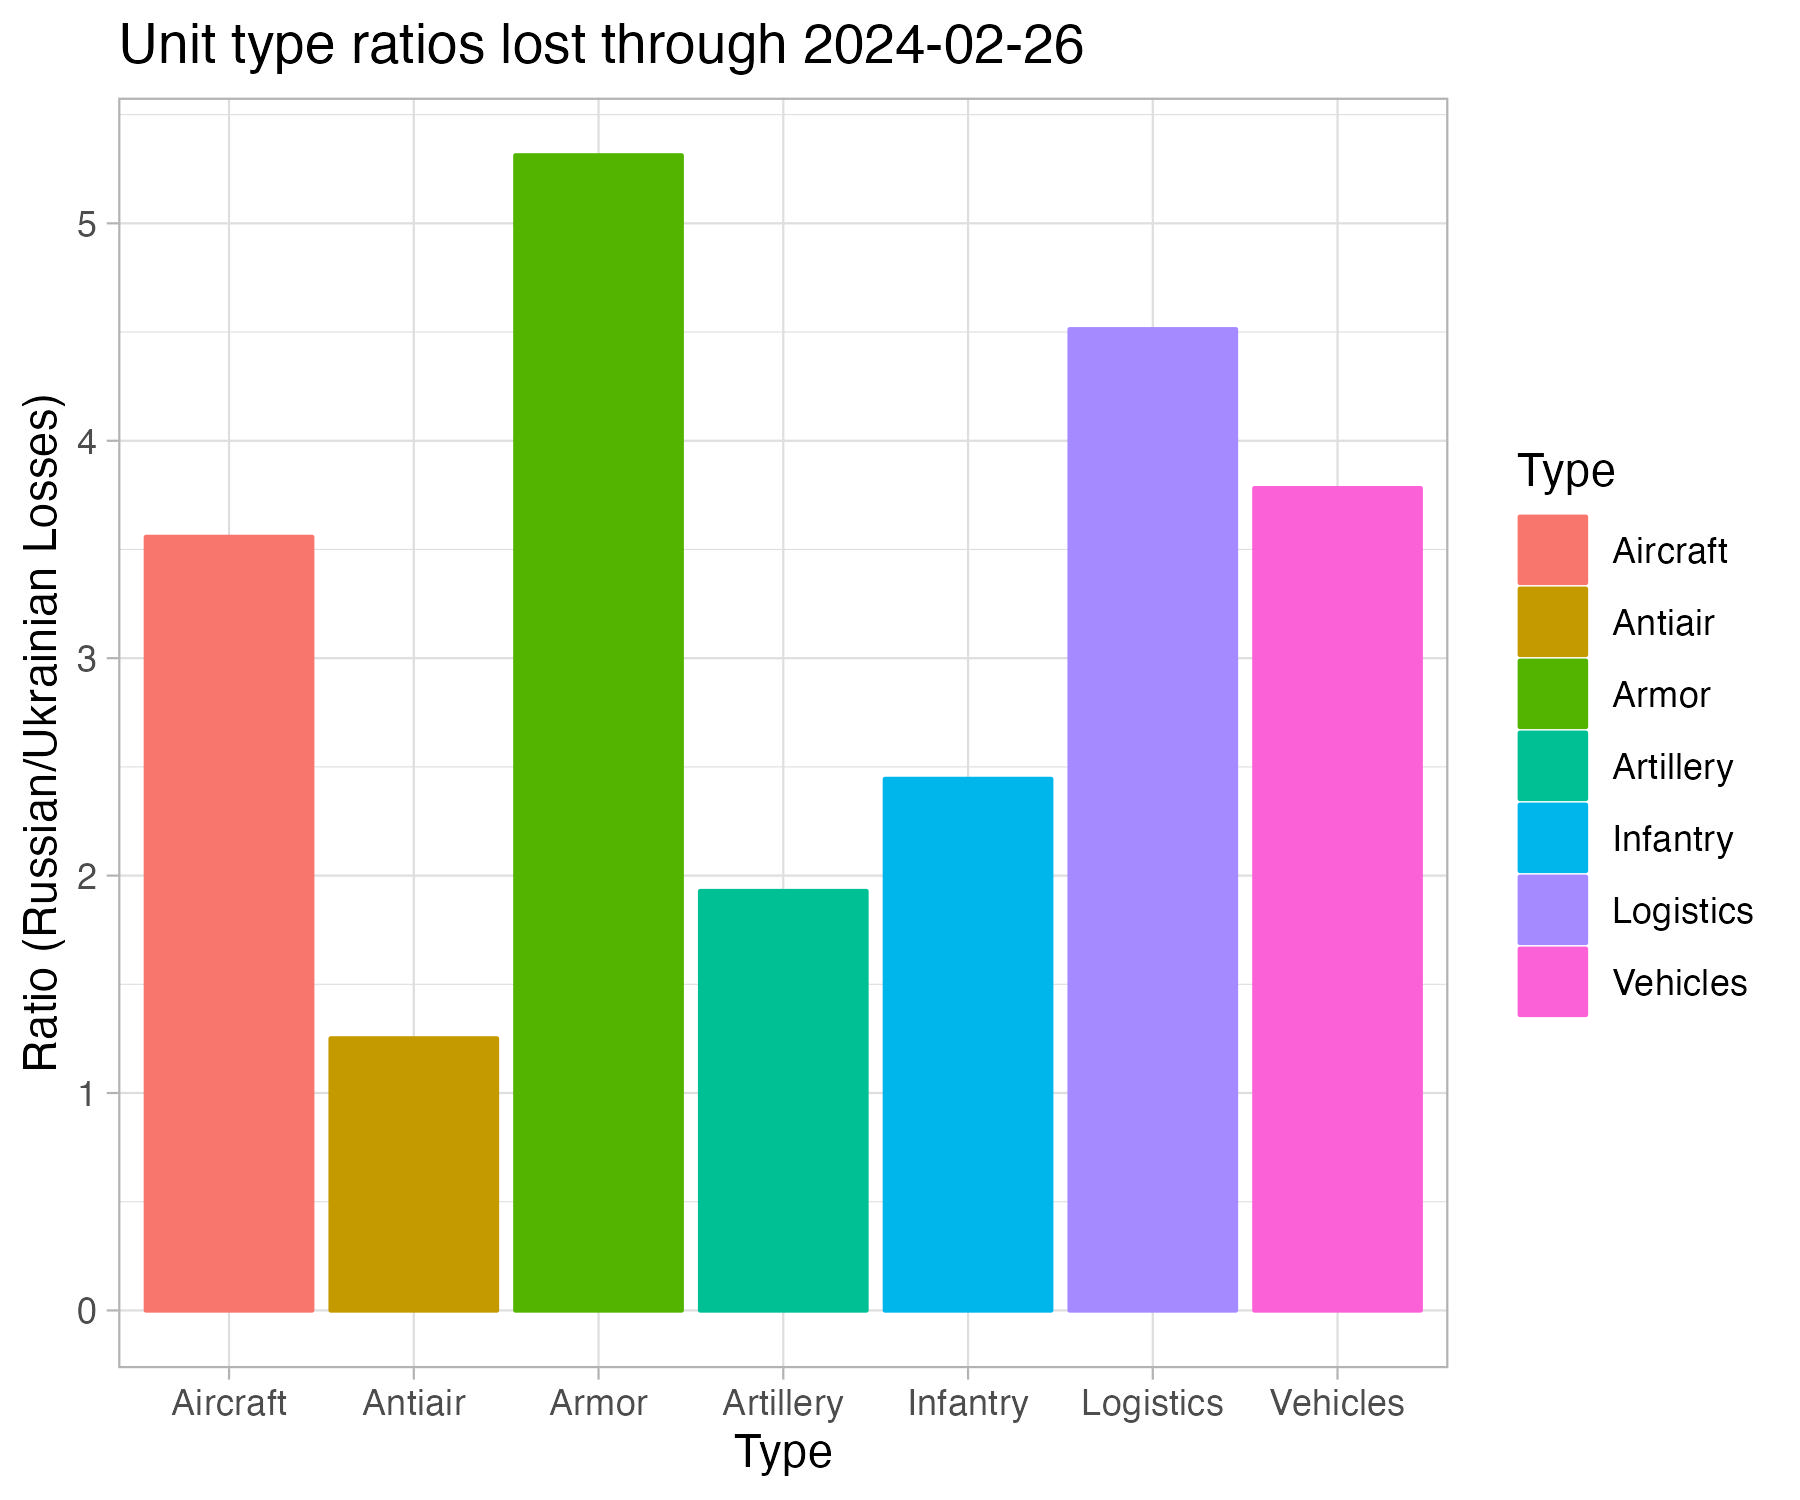 Unit type ratios lost through 2024-02-26
Ratio (Russian/Ukrainian Losses)
5
4
3
2
1
0
Aircraft
Antiair
Armor
Artillery
Infantry
Logistics
Vehicles
Type
Type
Aircraft
Antiair
Armor
Artillery
Infantry
Logistics
Vehicles